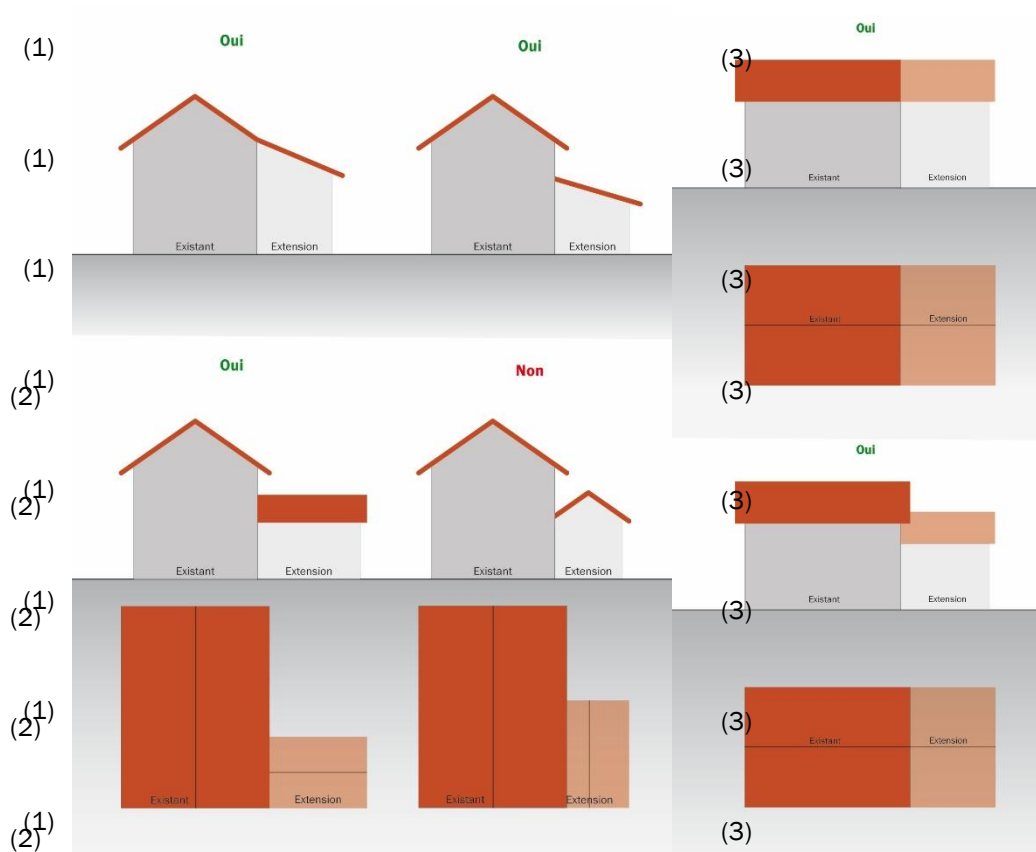 (1)
Oui
Oui
(1)
Existant
Extension
Existant
Extension
(1)
Oui
Non
(1)
(2)
(1)
(2)
Existant
Extension
Existant
Extension
(1)
(2)
(1)
(2)
Existant
Extension
Existant
Extension
(1)
(2)
Oui
(3)
(3)
Existant
Extension
(3)
Existant
Extension
(3)
Oui
(3)
Existant
Extension
(3)
(3)
Existant
Extension
(3)